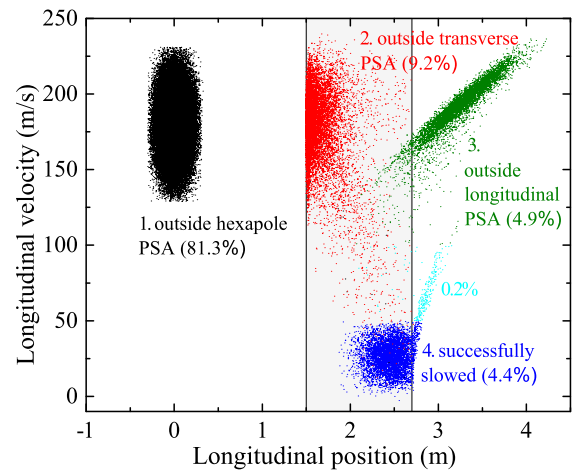 250
200
150
100
50
0
Longitudinal velocity (m/s)
2. outside transverse
PSA (9.2%)
3.
outside
longitudinal
PSA (4.9%)
1. outside hexapole
PSA (81.3%)
0.2%
4. successfully
slowed (4.4%)
-1 0 1 2 3 4 5
Longitudinal position (m)